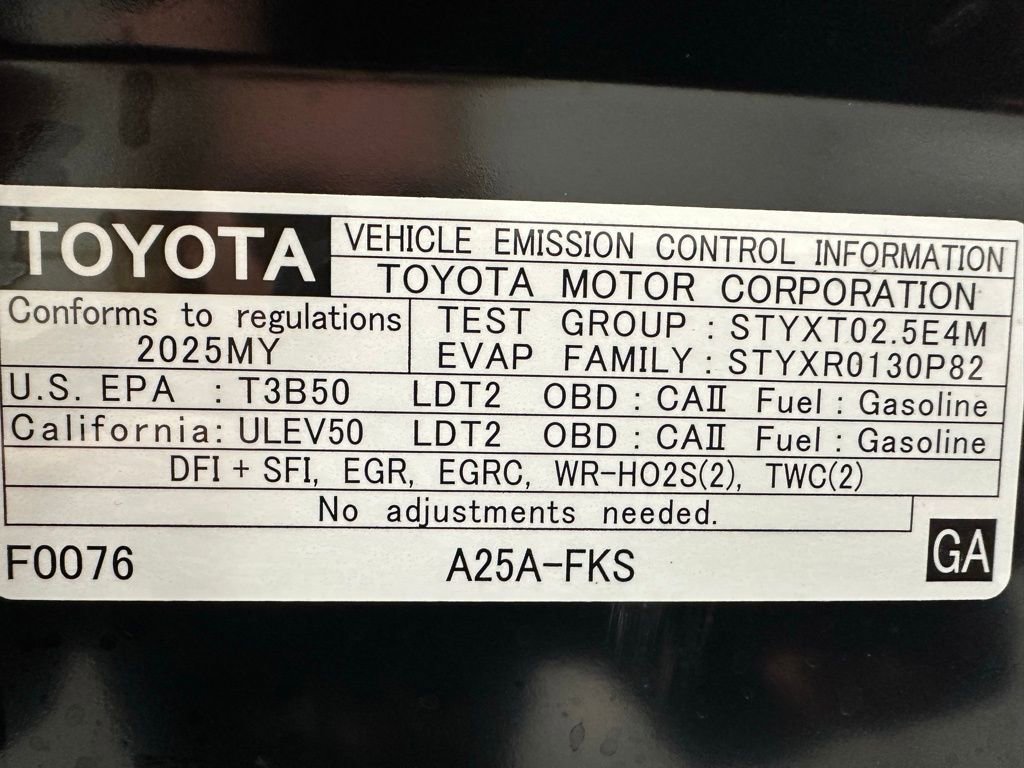 TOYOTA
VEHICLE EMISSION CONTROL INFORMATION
TOYOTA MOTOR CORPORATION
Conforms to regulations
2025MY
TEST GROUP : STYXT02.5E4M
EVAP FAMILY: STYXR0130P82
U.S. EPA : T3B50 LDT2 OBD : CAⅡ Fuel : Gasoline
California: ULEV50 LDT2 OBD : CAⅡ Fuel : Gasoline
DFI + SFI, EGR, EGRC, WR-HO2S(2), TWC(2)
No adjustments needed.
F0076 A25A-FKS GA